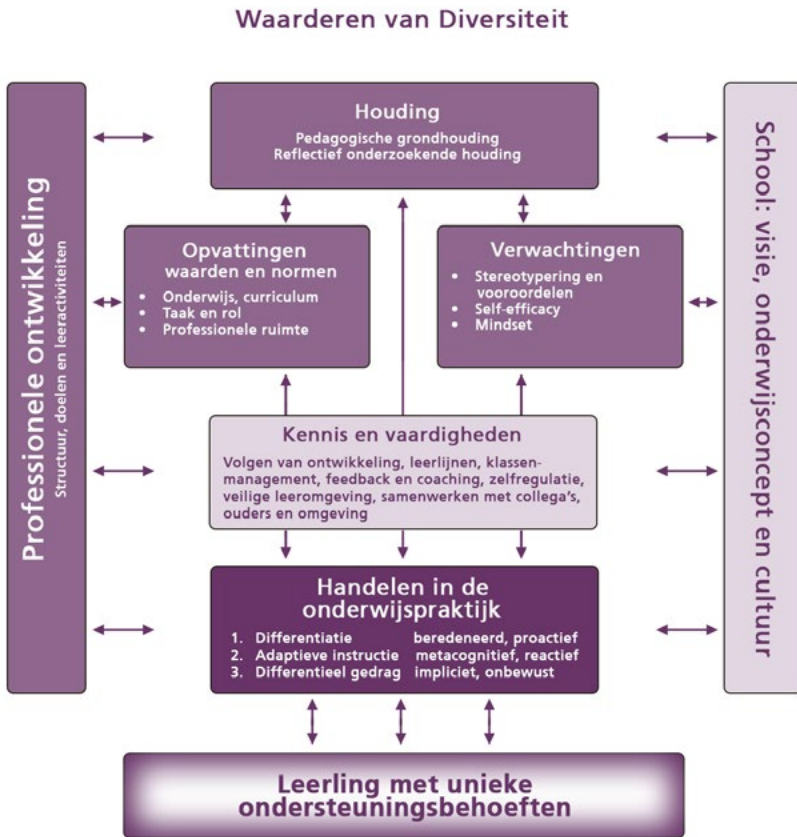 Waarderen van Diversiteit
Professionele ontwikkeling
Structuur, doelen en leeractiviteiten
Houding
Pedagogische grondhouding
Reflectief onderzoekende houding
Opvattingen
waarden en normen
• Onderwijs, curriculum
• Taak en rol
• Professionele ruimte
Verwachtingen
• Stereotypering en
vooroordelen
• Self-efficacy
• Mindset
Kennis en vaardigheden
Volgen van ontwikkeling, leerlijnen, klassen-
management, feedback en coaching, zelfregulatie,
veilige leeromgeving, samenwerken met collega's,
ouders en omgeving
Handelen in de
onderwijspraktijk
1. Differentiatie beredeneerd, proactief
2. Adaptieve instructie metacognitief, reactief
3. Differentieel gedrag impliciet, onbewust
School: visie, onderwijsconcept en cultuur
Leerling met unieke
ondersteuningsbehoeften